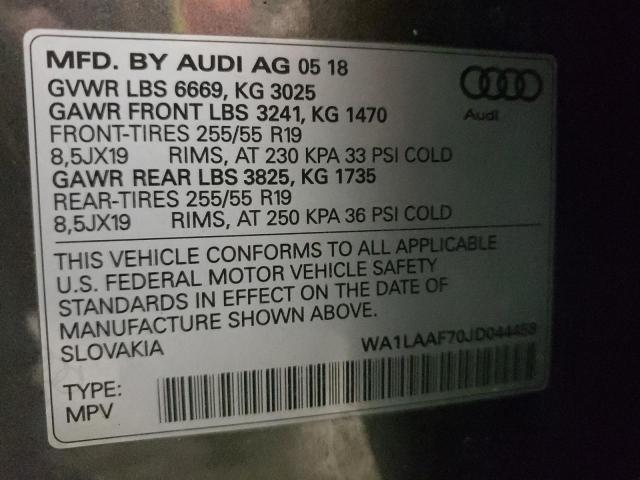 MFD. BY AUDI AG 05 18
GVWR LBS 6669, KG 3025
GAWR FRONT LBS 3241, KG 1470
FRONT-TIRES 255/55 R19
8,5JX19 RIMS, AT 230 KPA 33 PSI COLD
GAWR REAR LBS 3825, KG 1735
REAR-TIRES 255/55 R19
8,5JX19 RIMS, AT 250 KPA 36 PSI COLD
Audi
THIS VEHICLE CONFORMS TO ALL APPLICABLE
U.S. FEDERAL MOTOR VEHICLE SAFETY
STANDARDS IN EFFECT ON THE DATE OF
MANUFACTURE SHOWN ABOVE.
SLOVAKIA
WA1LAAF70JD044458
TYPE:
MPV